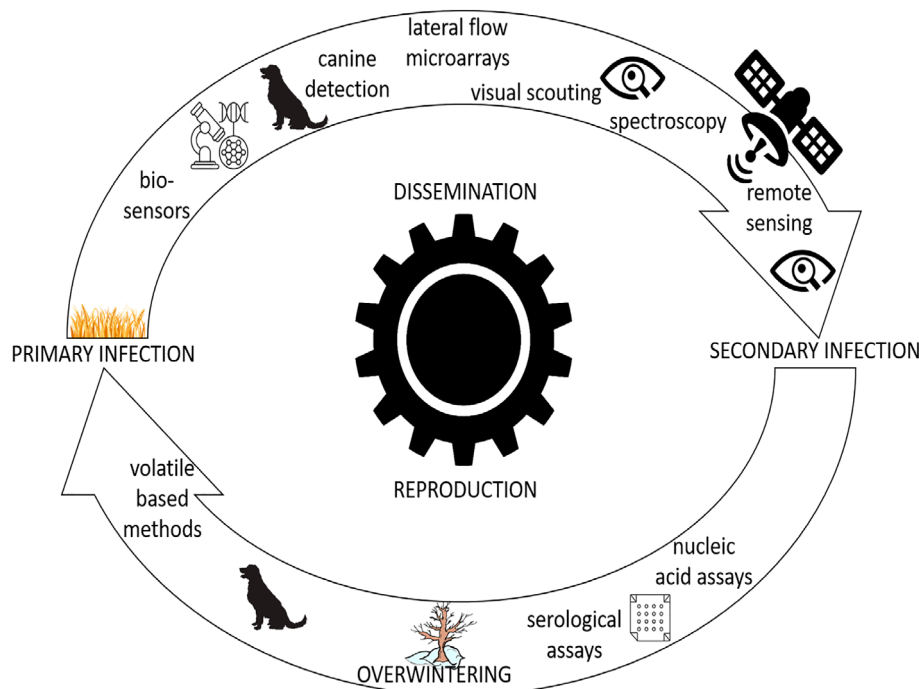 lateral flow
microarrays
canine
detection
visual scouting
spectroscopy
bio-
sensors
remote
sensing
DISSEMINATION
PRIMARY INFECTION
SECONDARY INFECTION
REPRODUCTION
volatile
based
methods
nucleic
acid assays
serological
assays
OVERWINTERING